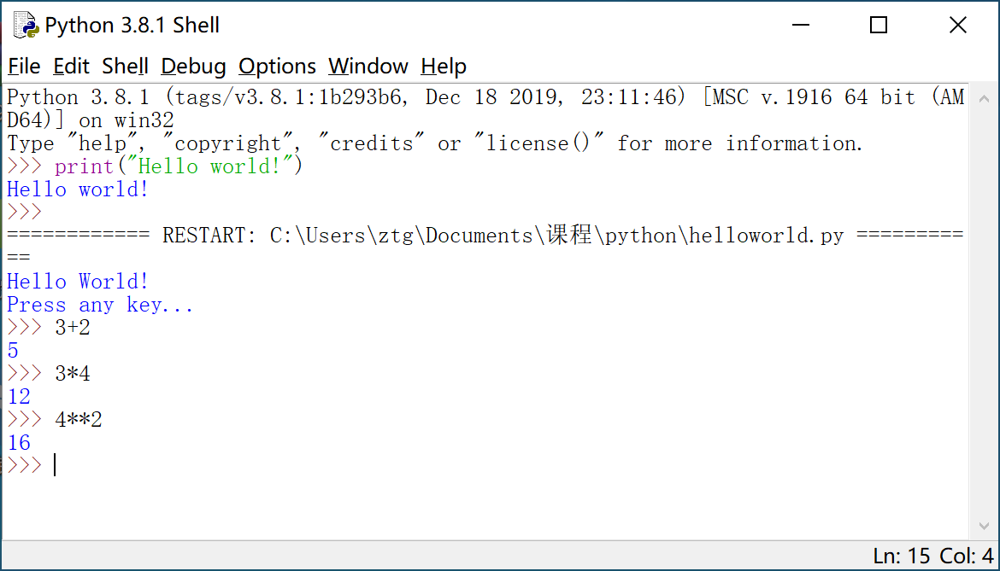 Python 3.8.1 Shell
File Edit Shell Debug Options Window Help
Python 3.8.1 (tags/v3.8.1:1b293b6, Dec 18 2019, 23:11:46) [MSC v.1916 64 bit (AM
D64)] on win32
Type "help", "copyright", "credits" or "license()" for more information.
>>> print("Hello world!")
Hello world!
>>>
============ RESTART: C:\Users\ztg\Documents\课程\python\helloworld.py =========
==
Hello World!
Press any key...
>>> 3+2
5
>>> 3*4
12
>>> 4**2
16
>>>
Ln: 15 Col: 4